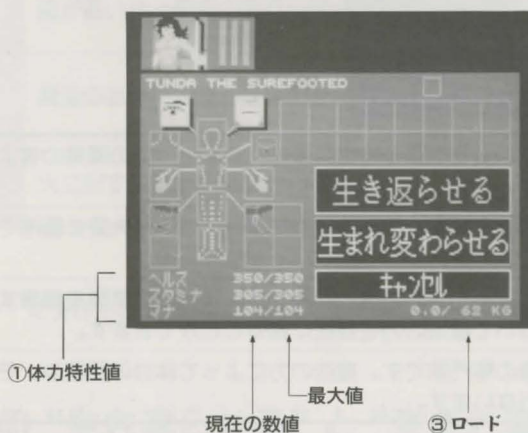 TUNDA THE SUREFOOTED
生き返らせる
生まれ変わらせる
キャンセル
ヘルス 350/350
スタミナ 305/305
マナ 104/104
0.0/ 62 KG
①体力特性値
最大値
現在の数値
③ロード